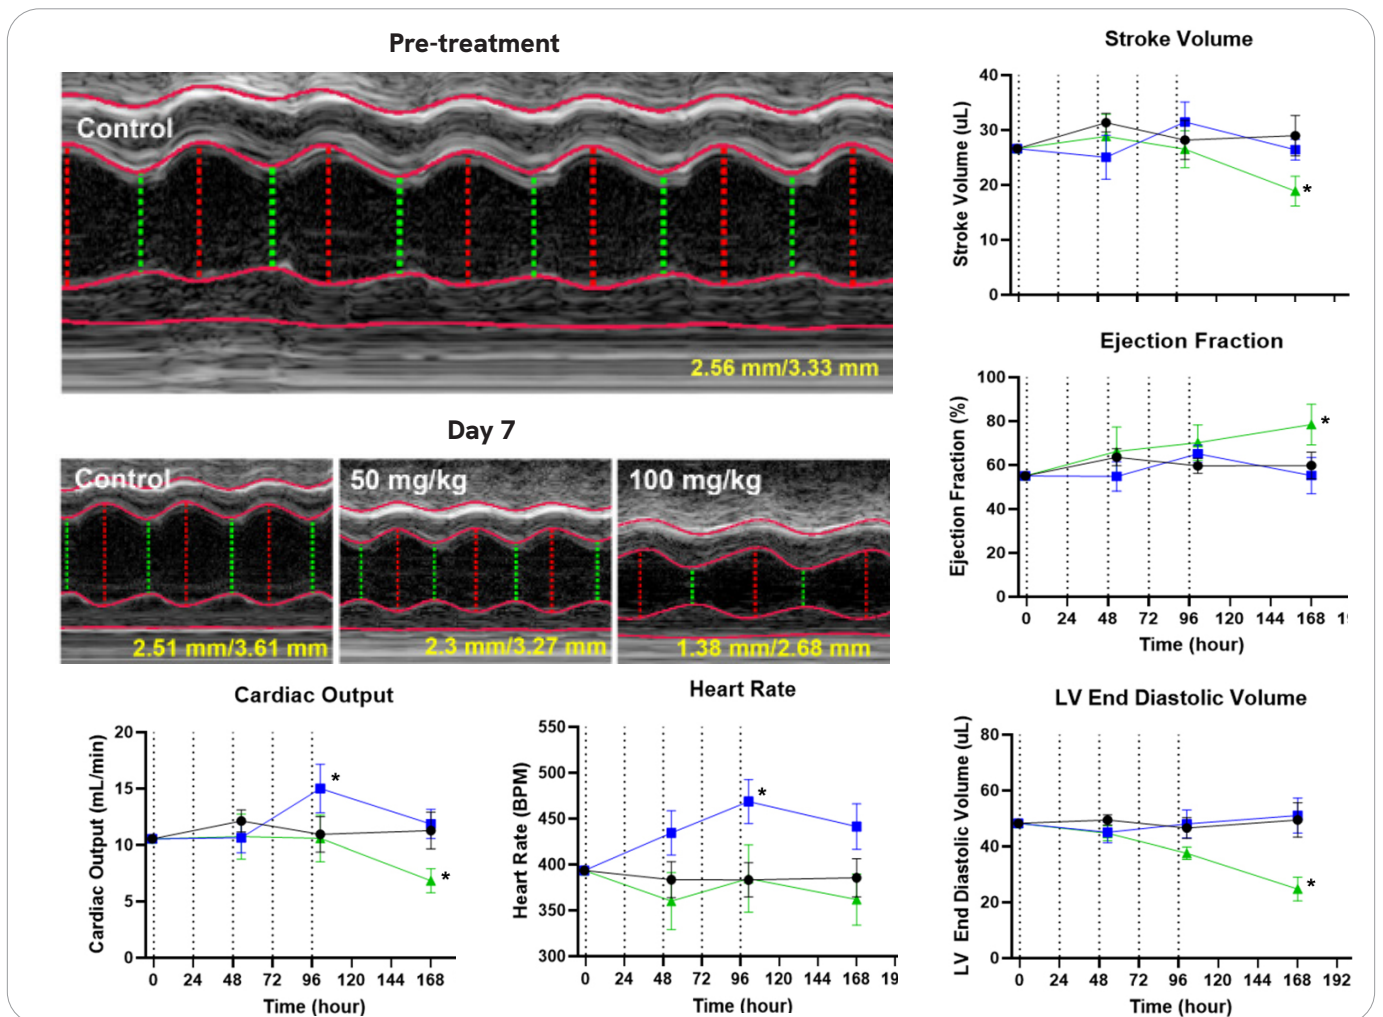 Pre-treatment
Control
2.56 mm/3.33 mm
Day 7
Control
2.51 mm/3.61 mm
50 mg/kg
2.3 mm/3.27 mm
100 mg/kg
1.38 mm/2.68 mm
Stroke Volume
Stroke Volume (uL)
40
30
20
10
0
*
Ejection Fraction
Ejection Fraction (%)
100
80
60
40
20
0
*
0 24 48 72 96 120 144 168
Time (hour)
Cardiac Output
Cardiac Output (mL/min)
20
15
10
5
0
*
*
0 24 48 72 96 120 144 168
Time (hour)
Heart Rate
Heart Rate (BPM)
550
500
450
400
350
300
*
0 24 48 72 96 120 144 168
Time (hour)
LV End Diastolic Volume
LV End Diastolic Volume (uL)
80
60
40
20
0
*
0 24 48 72 96 120 144 168 192
Time (hour)